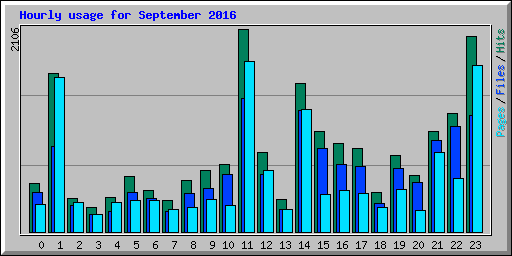 Hourly usage for September 2016
2106
Pages/Files/Hits
0 1 2 3 4 5 6 7 8 9 10 11 12 13 14 15 16 17 18 19 20 21 22 23